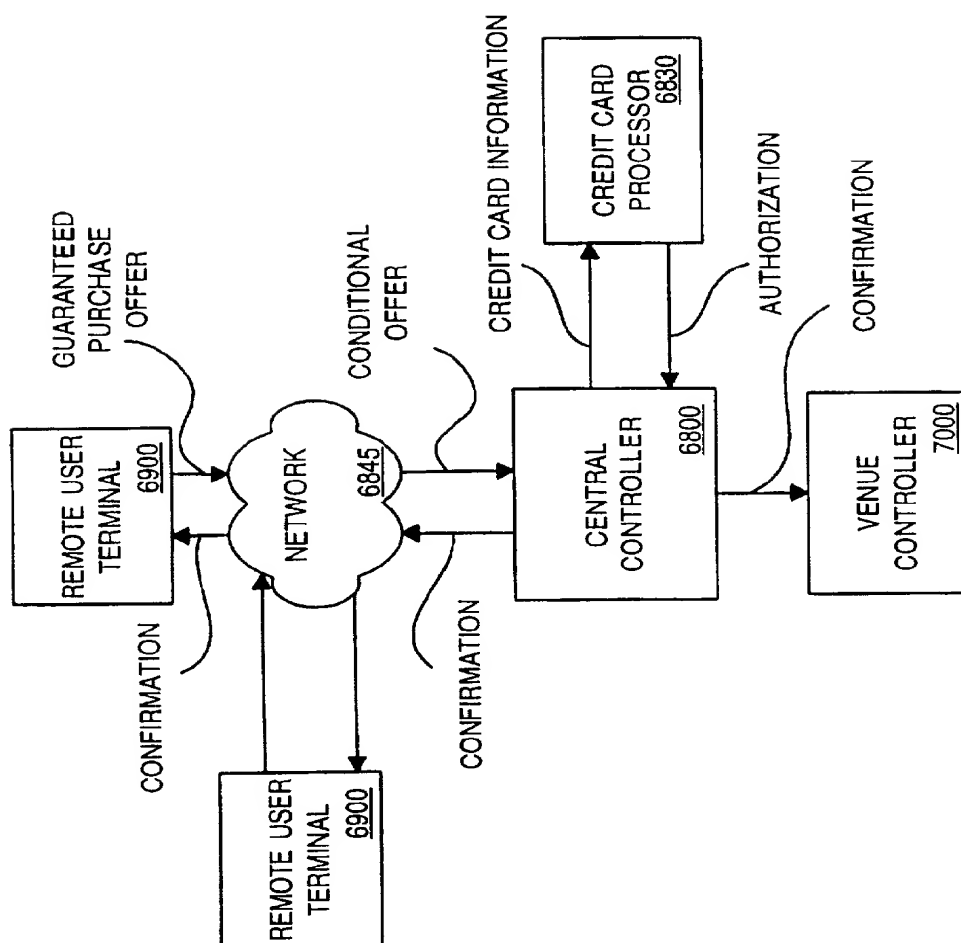 GUARANTEED
PURCHASE
OFFER
REMOTE USER
TERMINAL
6900
CONFIRMATION
NETWORK
6845
REMOTE USER
TERMINAL
6900
CONDITIONAL
OFFER
CONFIRMATION
CENTRAL
CONTROLLER
6800
CREDIT CARD INFORMATION
CREDIT CARD
PROCESSOR
6830
AUTHORIZATION
CONFIRMATION
VENUE
CONTROLLER
7000